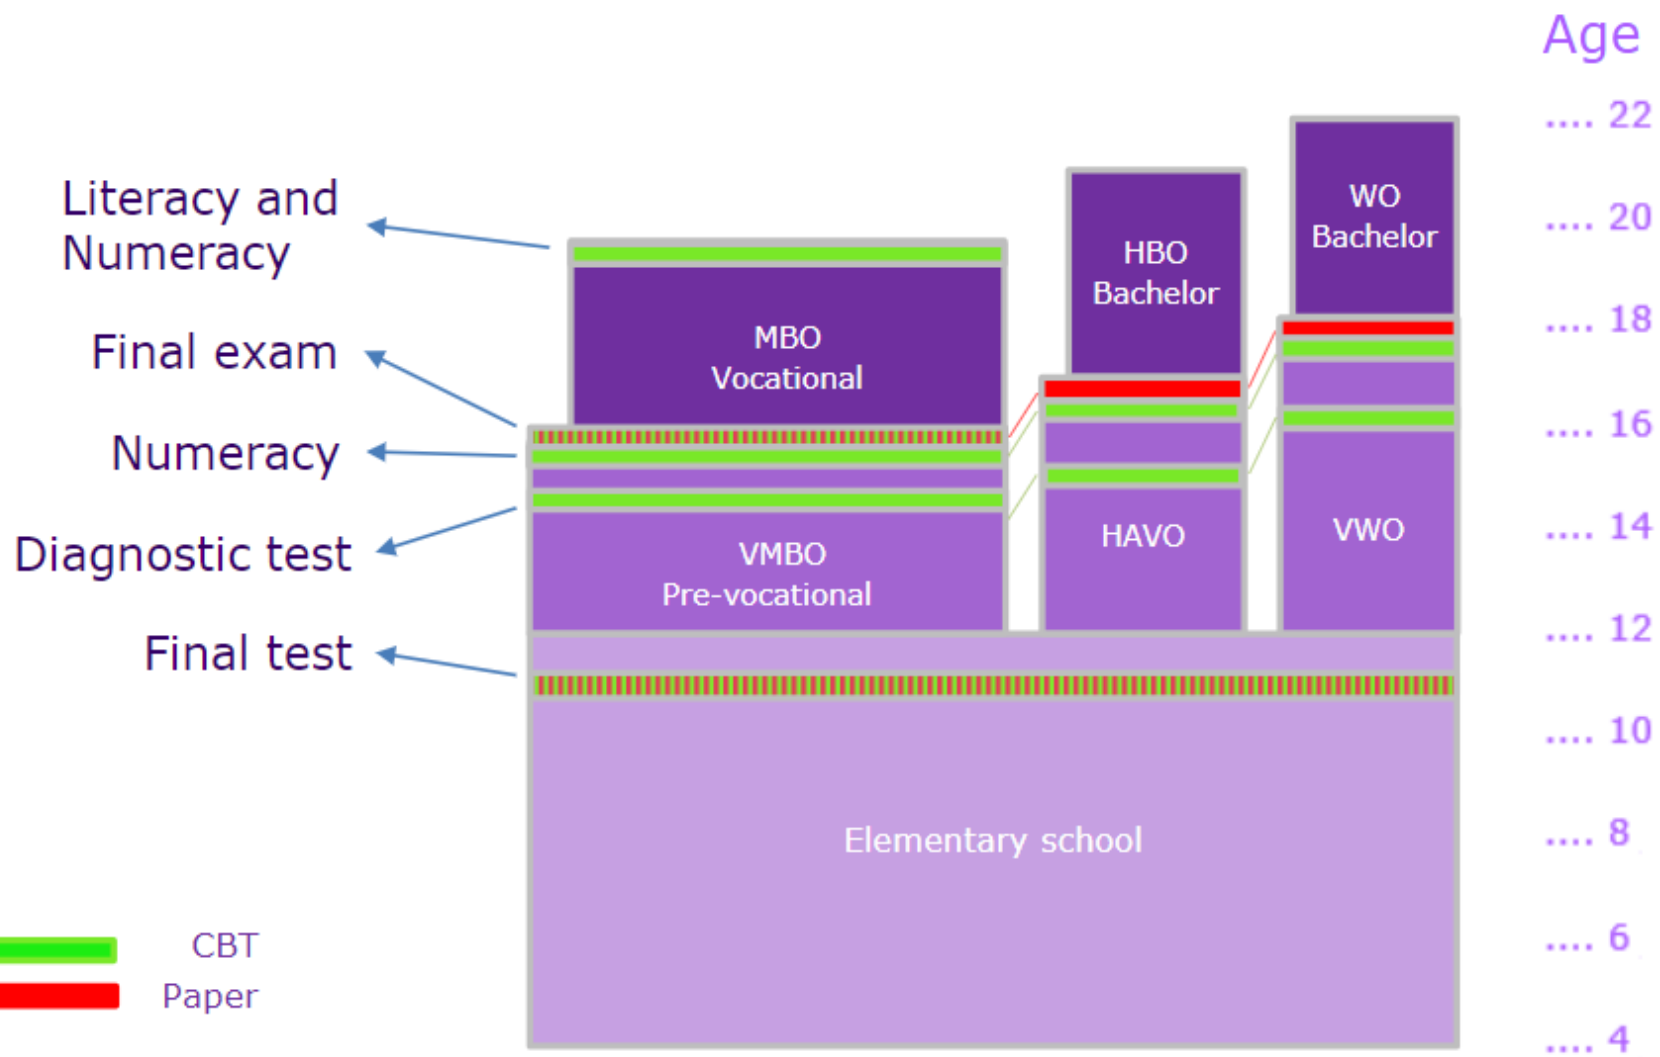 Age
.... 22
.... 20
.... 18
.... 16
.... 14
.... 12
.... 10
.... 8
.... 6
.... 4
Literacy and
Numeracy
Final exam
Numeracy
Diagnostic test
Final test
MBO
Vocational
HBO
Bachelor
WO
Bachelor
VMBO
Pre-vocational
HAVO
VWO
Elementary school
CBT
Paper